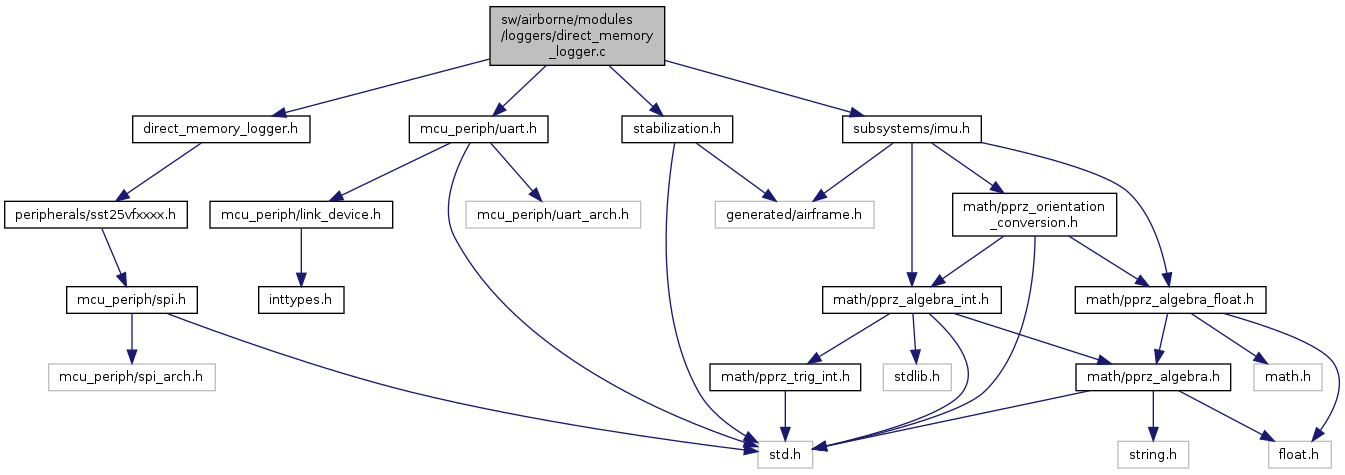 sw/airborne/modules
/loggers/direct_memory
_logger.c
direct_memory_logger.h
mcu_periph/uart.h
stabilization.h
subsystems/imu.h
peripherals/sst25vfxxxx.h
mcu_periph/link_device.h
mcu_periph/uart_arch.h
generated/airframe.h
math/pprz_orientation
_conversion.h
mcu_periph/spi.h
inttypes.h
math/pprz_algebra_int.h
math/pprz_algebra_float.h
mcu_periph/spi_arch.h
math/pprz_trig_int.h
stdlib.h
math/pprz_algebra.h
math.h
std.h
string.h
float.h